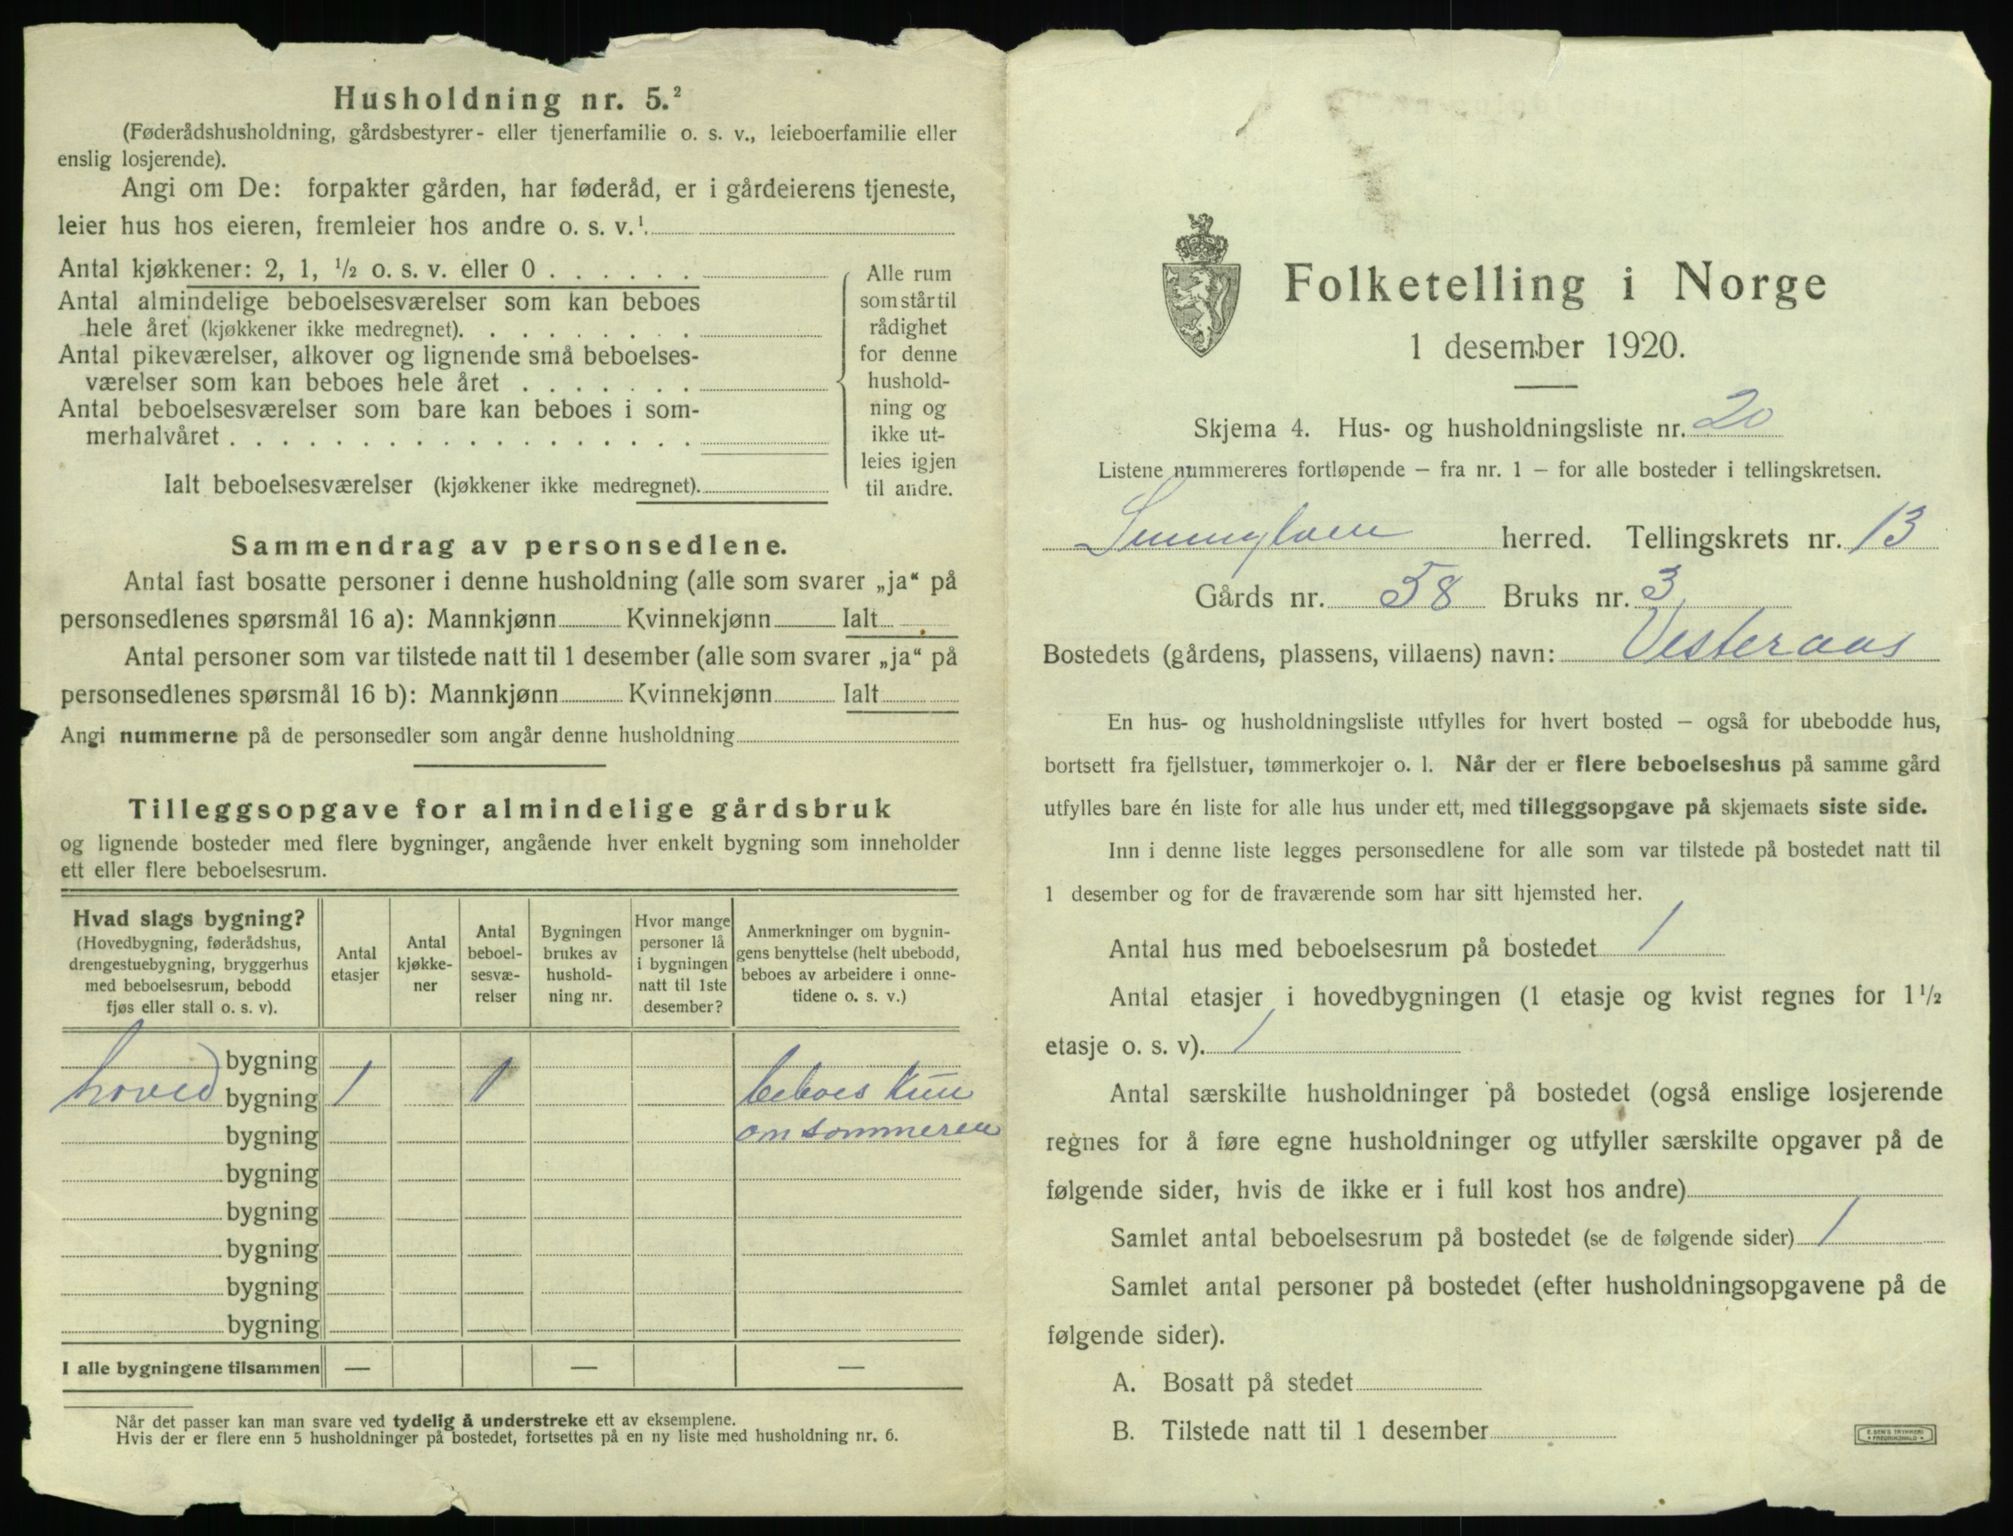 Husholdning nr. 5.²
(Føderådshusholdning, gårdsbestyrer- eller tjenerfamilie o. s. v., leieboerfamilie eller
enslig losjerende).
Angi om De: forpakter gården, har føderåd, er i gårdeierens tjeneste,
leier hus hos eieren, fremleier hos andre o. s. v.¹
Antal kjøkkener: 2, 1, ½ o. s. v. eller 0 . . . . . .
Antal almindelige beboelsesværelser som kan beboes
hele året (kjøkkener ikke medregnet). . . . . . . .
Antal pikeværelser, alkover og lignende små beboelses-
værelser som kan beboes hele året . . . . . . .
Antal beboelsesværelser som bare kan beboes i som-
merhalvåret . . . . . . . . . . . . . . . . . .
Ialt beboelsesværelser (kjøkkener ikke medregnet).
Alle rum
som står til
rådighet
for denne
hushold-
ning og
ikke ut-
leies igjen
til andre.
Sammendrag av personsedlene.
Antal fast bosatte personer i denne husholdning (alle som svarer „ja“ på
personsedlenes spørsmål 16 a): Mannkjønn Kvinnekjønn Ialt
Antal personer som var tilstede natt til 1 desember (alle som svarer „ja“ på
personsedlenes spørsmål 16 b): Mannkjønn Kvinnekjønn Ialt
Angi nummerne på de personsedler som angår denne husholdning
Tilleggsopgave for almindelige gårdsbruk
og lignende bosteder med flere bygninger, angående hver enkelt bygning som inneholder
ett eller flere beboelsesrum.
Hvad slags bygning?
(Hovedbygning, føderådshus,
drengestuebygning, bryggerhus
med beboelsesrum, bebodd
fjøs eller stall o. s. v).
Antal
etasjer
Antal
kjøkke-
ner
Antal
beboel-
sesvæ-
relser
Bygningen
brukes av
hushold-
ning nr.
Hvor mange
personer lå
i bygningen
natt til 1ste
desember?
Anmerkninger om bygnin-
gens benyttelse (helt ubebodd,
beboes av arbeidere i onne-
tidene o. s. v.)
bygning
hoved bygning 1 1 beboes kun
bygning om sommeren
bygning
bygning
bygning
bygning
bygning
I alle bygningene tilsammen — — —
Når det passer kan man svare ved tydelig å understreke ett av eksemplene.
Hvis der er flere enn 5 husholdninger på bostedet, fortsettes på en ny liste med husholdning nr. 6.
Folketelling i Norge
1 desember 1920.
Skjema 4. Hus- og husholdningsliste nr. 20
Listene nummereres fortløpende – fra nr. 1 – for alle bosteder i tellingskretsen.
herred. Tellingskrets nr. 13
Gårds nr. 58 Bruks nr. 3
Bostedets (gårdens, plassens, villaens) navn: Vesteraas
En hus- og husholdningsliste utfylles for hvert bosted – også for ubebodde hus,
bortsett fra fjellstuer, tømmerkojer o. l. Når der er flere beboelseshus på samme gård
utfylles bare én liste for alle hus under ett, med tilleggsopgave på skjemaets siste side.
Inn i denne liste legges personsedlene for alle som var tilstede på bostedet natt til
1 desember og for de fraværende som har sitt hjemsted her.
Antal hus med beboelsesrum på bostedet 1
Antal etasjer i hovedbygningen (1 etasje og kvist regnes for 1½
etasje o. s. v). 1
Antal særskilte husholdninger på bostedet (også enslige losjerende
regnes for å føre egne husholdninger og utfyller særskilte opgaver på de
følgende sider, hvis de ikke er i full kost hos andre)
Samlet antal beboelsesrum på bostedet (se de følgende sider) 1
Samlet antal personer på bostedet (efter husholdningsopgavene på de
følgende sider).
A. Bosatt på stedet
B. Tilstede natt til 1 desember